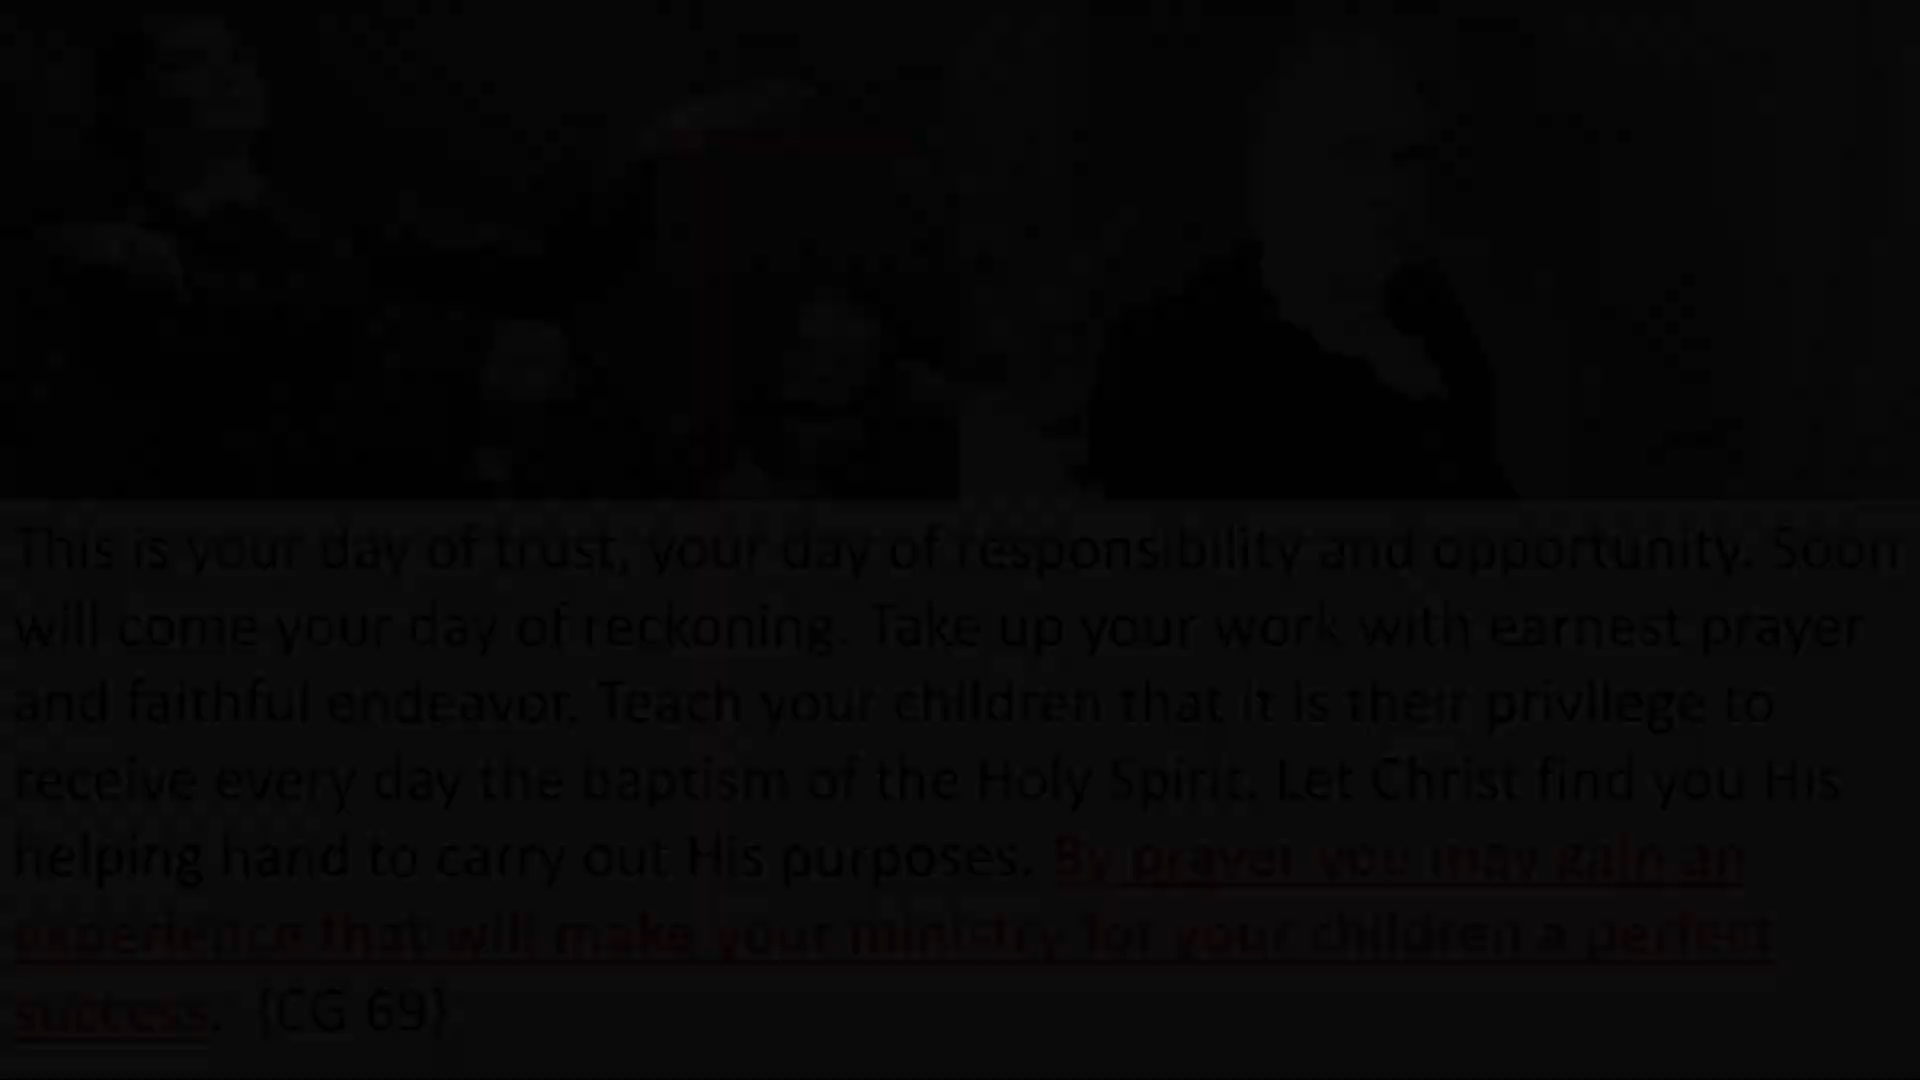 This is your day of trust, your day of responsibility and opportunity. Soon
will come your day of reckoning. Take up your work with earnest prayer
and faithful endeavor. Teach your children that it is their privilege to
receive every day the baptism of the Holy Spirit. Let Christ find you His
helping hand to carry out His purposes. By prayer you may gain an
experience that will make your ministry for your children a perfect
success. {CG 69}